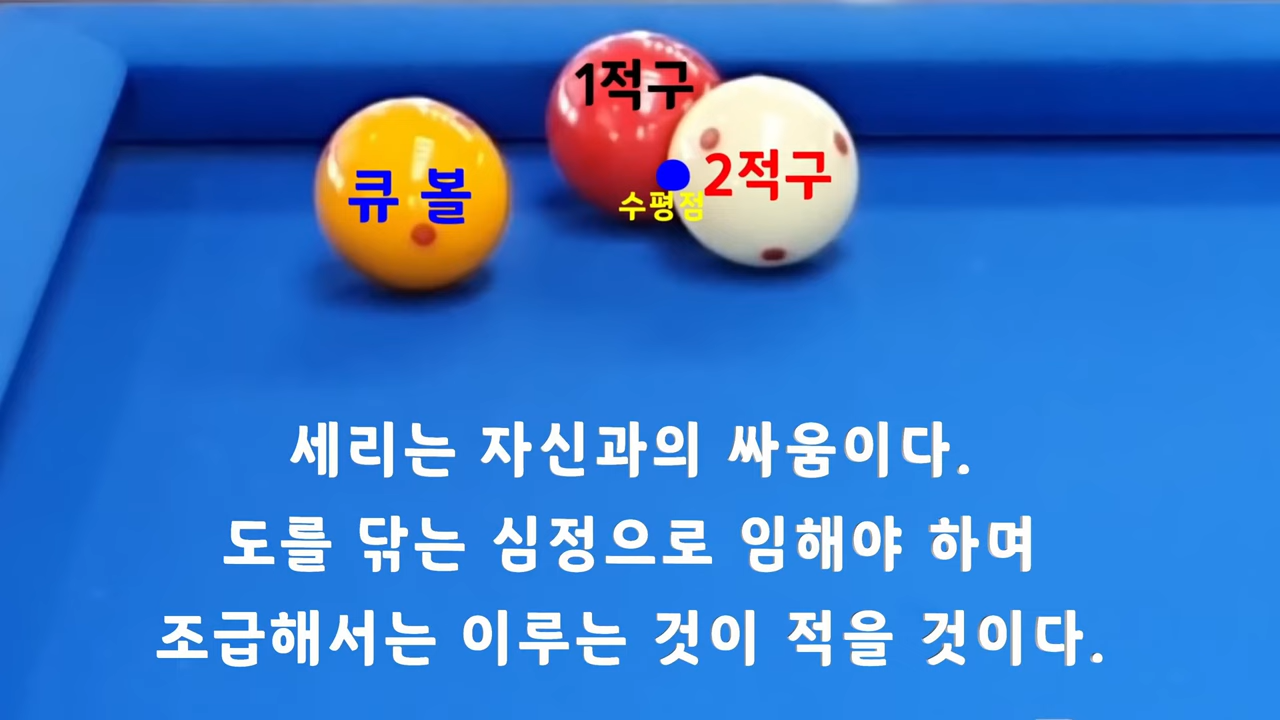 1적구
큐 볼
2적구
수평점
세리는 자신과의 싸움이다.
도를 닦는 심정으로 임해야 하며
조급해서는 이루는 것이 적을 것이다.